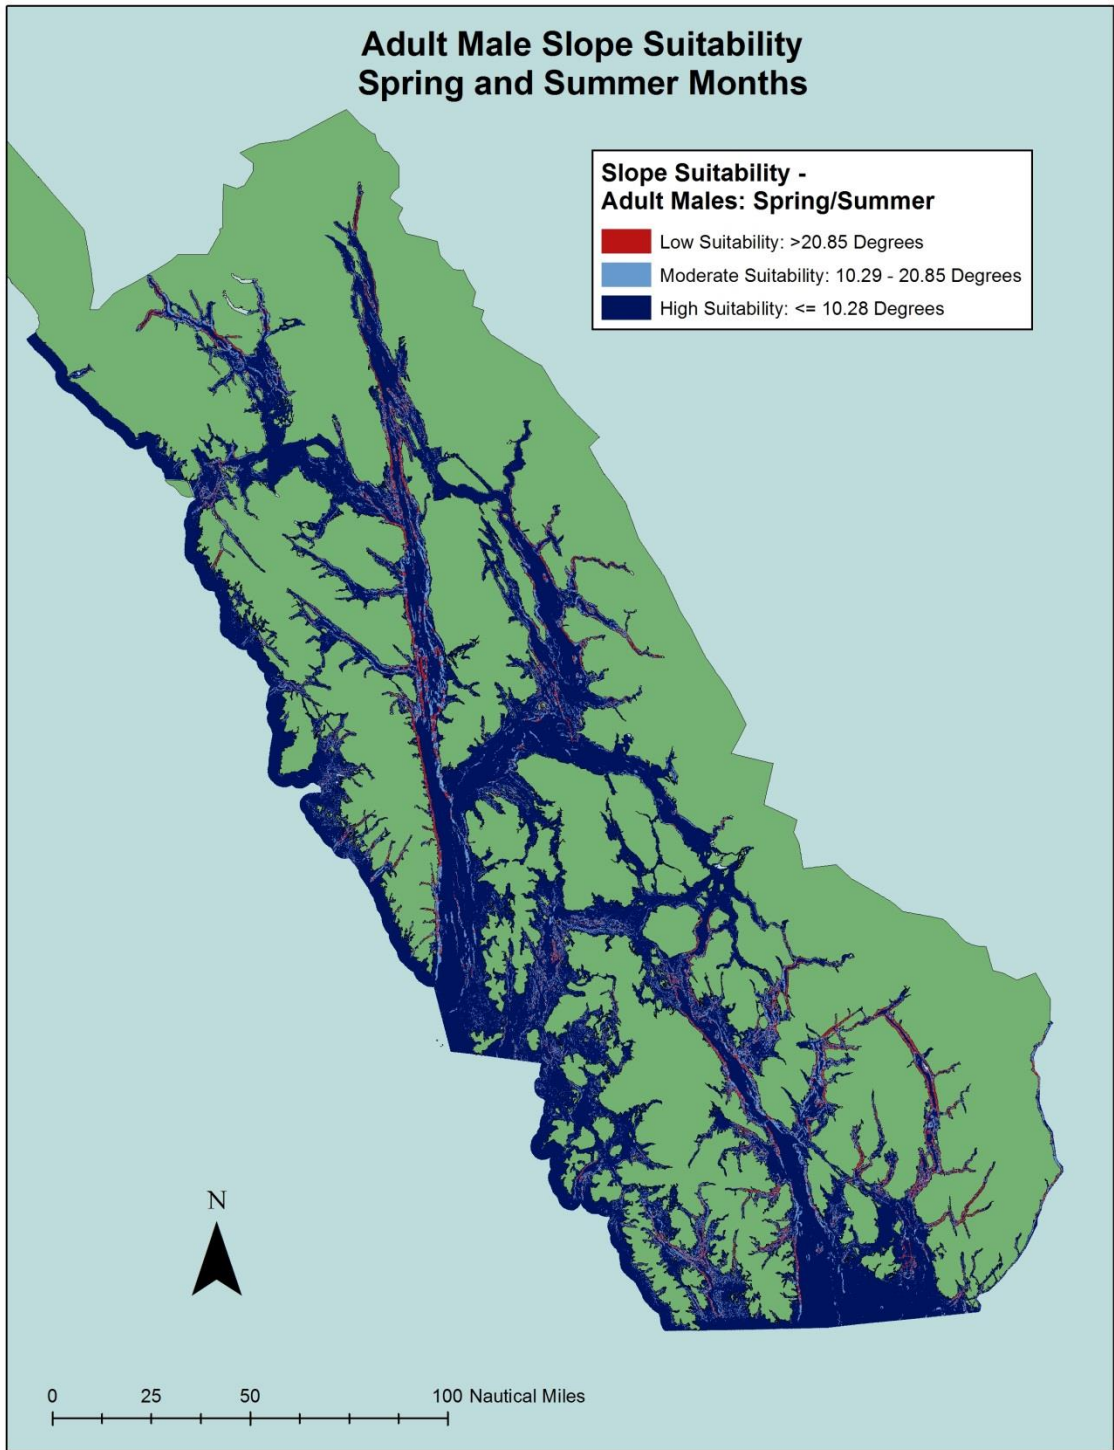 Adult Male Slope Suitability
Spring and Summer Months
Slope Suitability -
Adult Males: Spring/Summer
Low Suitability: >20.85 Degrees
Moderate Suitability: 10.29 - 20.85 Degrees
High Suitability: <= 10.28 Degrees
N
0 25 50 100 Nautical Miles